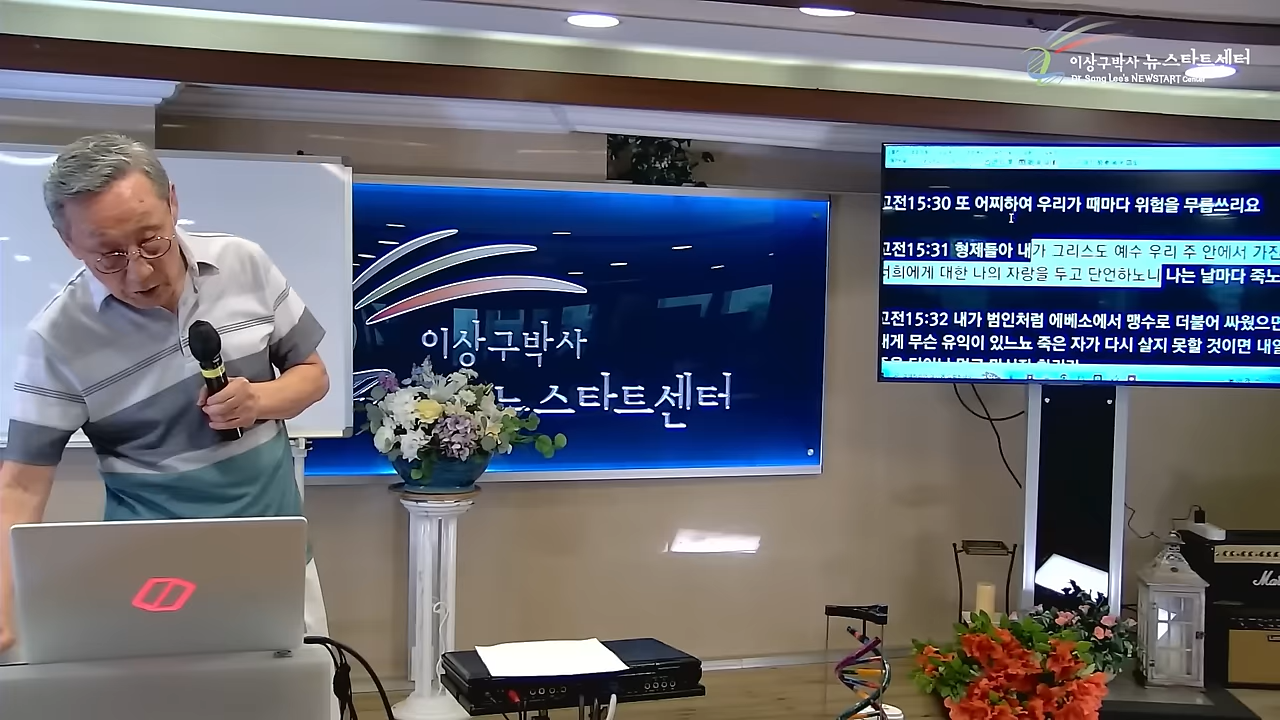 이상구박사 뉴스타트센터
Dr. Sang Lee's NEWSTART Center
고전15:30 또 어찌하여 우리가 때마다 위험을 무릅쓰리요
고전15:31 형제들아 내가 그리스도 예수 우리 주 안에서 가진
너희에게 대한 나의 자랑을 두고 단언하노니 나는 날마다 죽노
고전15:32 내가 범인처럼 에베소에서 맹수로 더불어 싸웠으면
내게 무슨 유익이 있느뇨 죽은 자가 다시 살지 못할 것이면 내일
이상구박사
뉴스타트센터